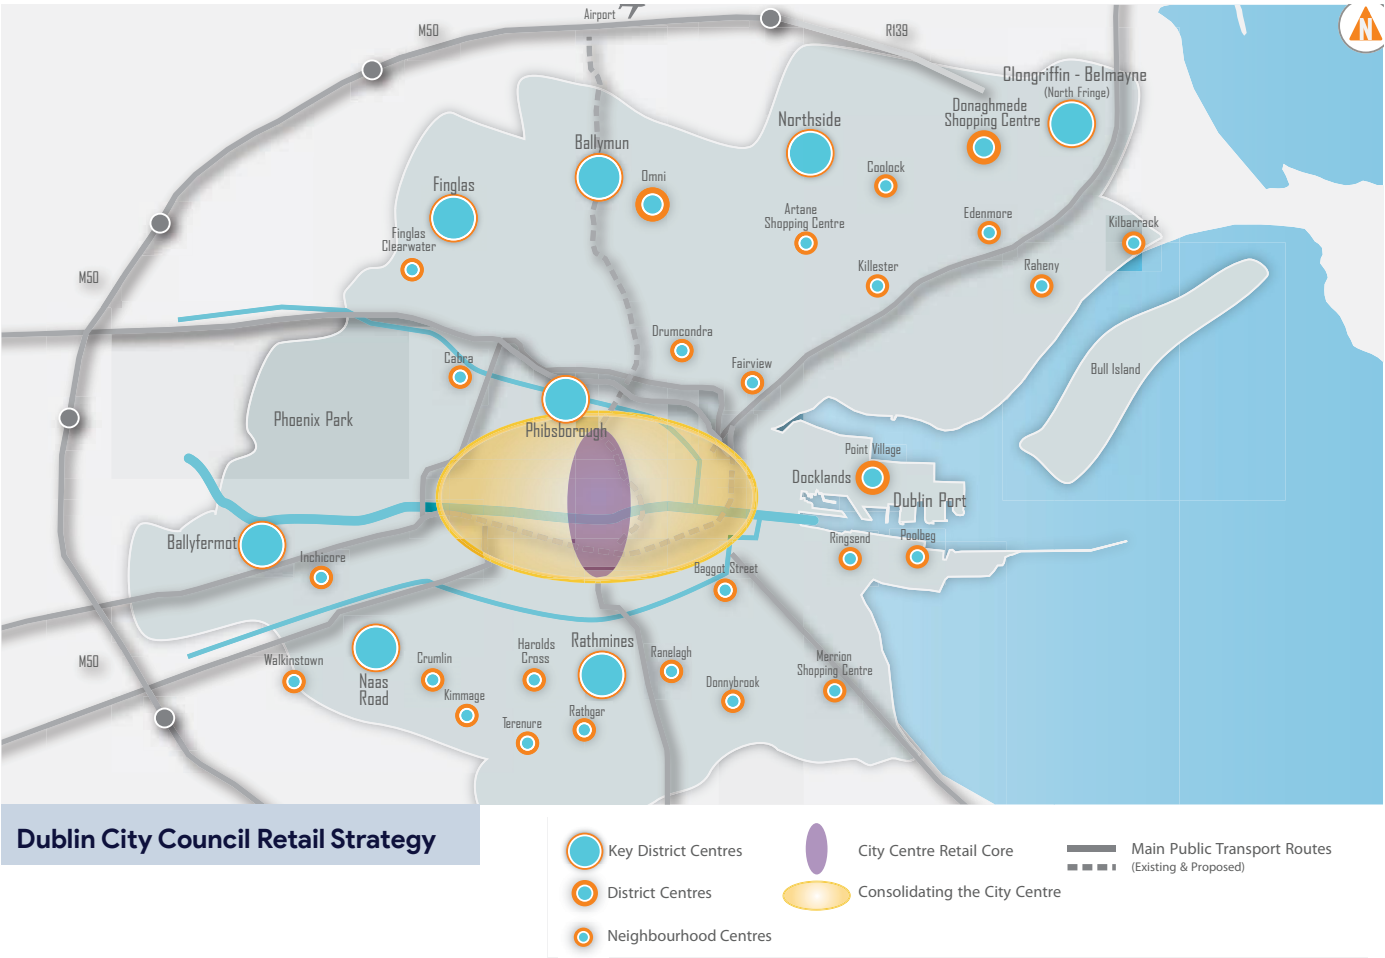 Airport
M50
R139
N
Clongriffin - Belmayne
(North Fringe)
Donaghmede
Shopping Centre
Northside
Ballymun
Omni
Coolock
Finglas
Artane
Shopping Centre
Edenmore
Kilbarrack
Finglas
Clearwater
Killester
Raheny
M50
Drumcondra
Fairview
Cabra
Bull Island
Phoenix Park
Phibsborough
Point Village
Docklands
Dublin Port
Ballyfermot
Inchicore
Ringsend
Poolbeg
Baggot Street
Rathmines
Harolds
Cross
Ranelagh
Merrion
Shopping Centre
M50
Walkinstown
Crumlin
Naas
Road
Kimmage
Donnybrook
Rathgar
Terenure
Dublin City Council Retail Strategy
Key District Centres
City Centre Retail Core
Main Public Transport Routes
(Existing & Proposed)
District Centres
Consolidating the City Centre
Neighbourhood Centres